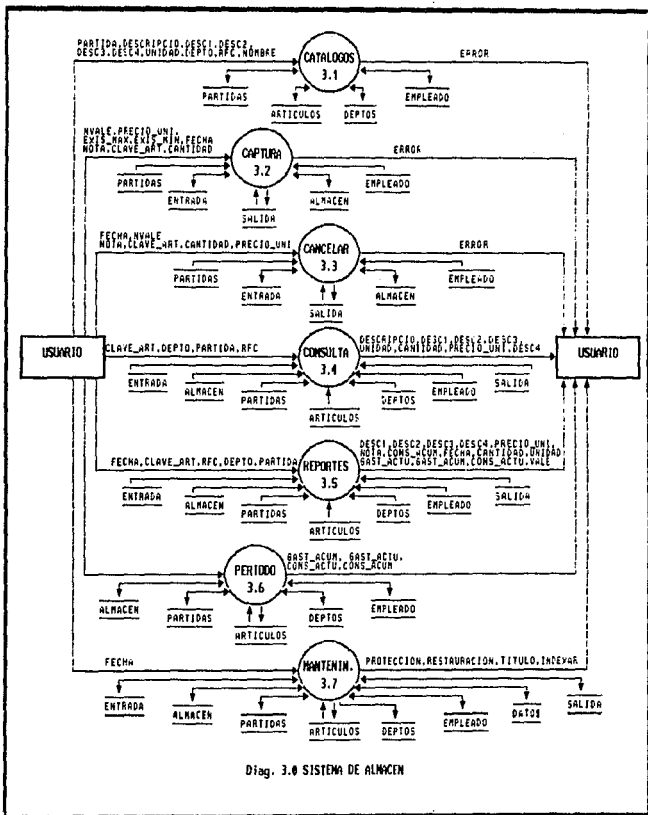 PARTIDA,DESCRIPCIO,DESC1,DESC2,
DESC3,DESC4,UNIDAD,DEPTO,RFC,NOMBRE
CATALOGOS
3.1
ERROR
PARTIDAS
ARTICULOS
DEPTOS
EMPLEADO
NVALE,PRECIO_UNI,
EXIS_MAX,EXIS_MIN,FECHA
NOTA,CLAVE_ART,CANTIDAD
CAPTURA
3.2
ERROR
PARTIDAS
ENTRADA
SALIDA
ALMACEN
EMPLEADO
FECHA,NVALE
NOTA,CLAVE_ART,CANTIDAD,PRECIO_UNI
CANCELAR
3.3
ERROR
PARTIDAS
ENTRADA
SALIDA
ALMACEN
EMPLEADO
USUARIO
CLAVE_ART,DEPTO,PARTIDA,RFC
CONSULTA
3.4
DESCRIPCIO,DESC1,DESC2,DESC3,
UNIDAD,CANTIDAD,PRECIO_UNI,DESC4
USUARIO
ENTRADA
ALMACEN
PARTIDAS
ARTICULOS
DEPTOS
EMPLEADO
SALIDA
FECHA,CLAVE_ART,RFC,DEPTO,PARTIDA
REPORTES
3.5
DESC1,DESC2,DESC3,DESC4,PRECIO_UNI,
NOTA,CONS_ACUM,FECHA,CANTIDAD,UNIDAD
GAST_ACTU,GAST_ACUM,CONS_ACTU,VALE
ENTRADA
ALMACEN
PARTIDAS
ARTICULOS
DEPTOS
EMPLEADO
SALIDA
PERIODO
3.6
GAST_ACUM, GAST_ACTU,
CONS_ACTU,CONS_ACUM
ALMACEN
PARTIDAS
ARTICULOS
DEPTOS
EMPLEADO
FECHA
MANTENIN.
3.7
PROTECCION,RESTAURACION,TITULO,INDEXAR
ENTRADA
ALMACEN
PARTIDAS
ARTICULOS
DEPTOS
EMPLEADO
DATOS
SALIDA
Diag. 3.0 SISTEMA DE ALMACEN